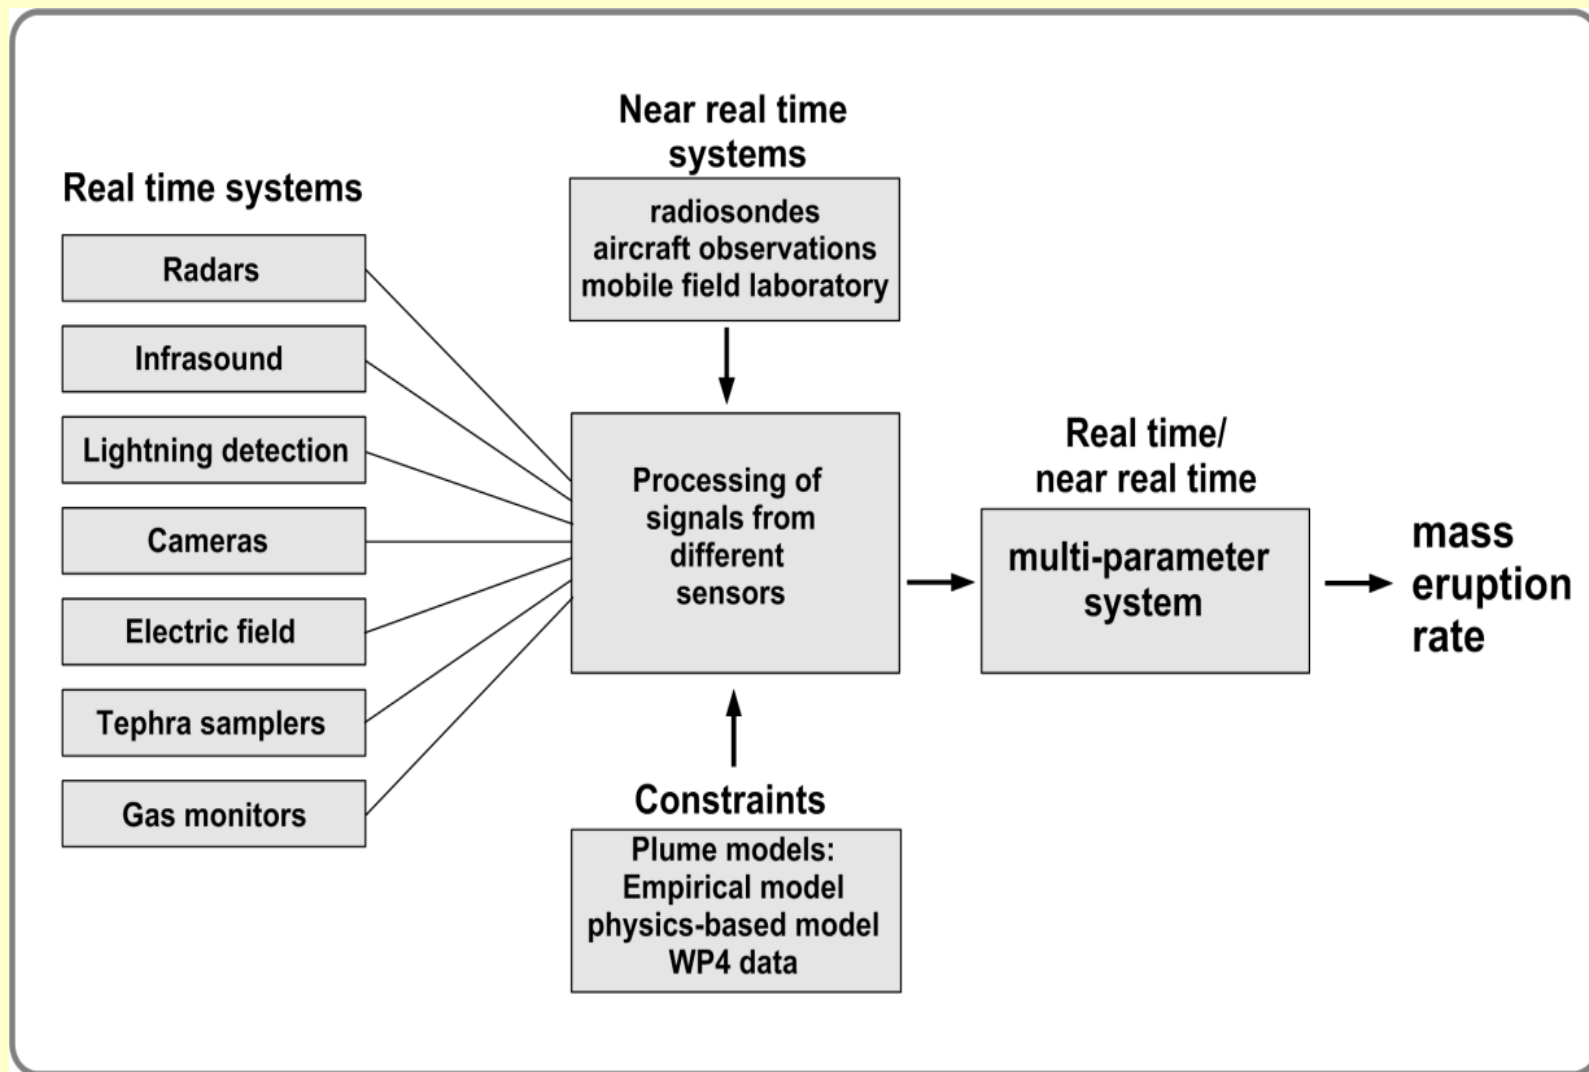 Real time systems
Radars
Infrasound
Lightning detection
Cameras
Electric field
Tephra samplers
Gas monitors
Near real time
systems
radiosondes
aircraft observations
mobile field laboratory
Processing of
signals from
different
sensors
Constraints
Plume models:
Empirical model
physics-based model
WP4 data
Real time/
near real time
multi-parameter
system
mass
eruption
rate